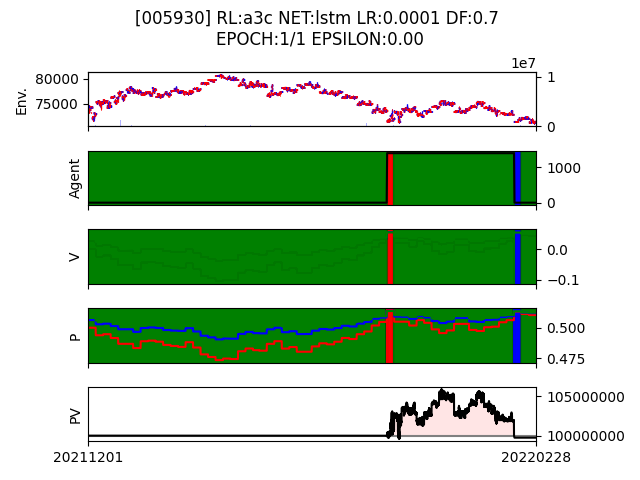 [005930] RL:a3c NET:lstm LR:0.0001 DF:0.7
EPOCH:1/1 EPSILON:0.00
1e7
Env.
80000
75000
1
0
Agent
1000
0
V
0.0
−0.1
P
0.500
0.475
PV
105000000
100000000
20211201
20220228